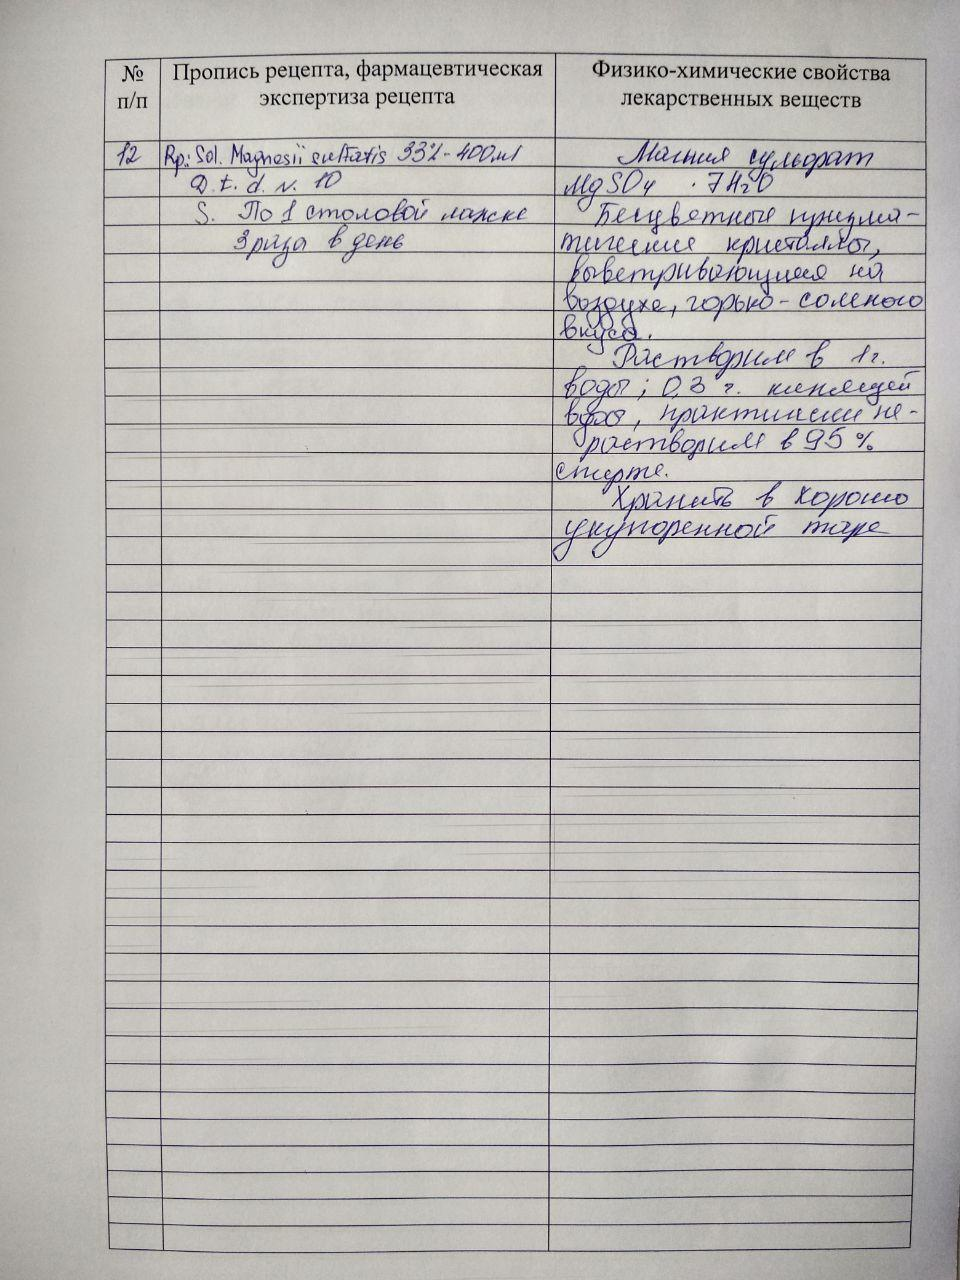 №
п/п
Пропись рецепта, фармацевтическая
экспертиза рецепта
Физико-химические свойства
лекарственных веществ
12
Rp.: Sol. Magnesii sulfatis 33% - 400 ml
D. t. d. N. 10
S. По 1 столовой ложке
3 раза в день
Магния сульфат
MgSO4 · 7H2O
Бесцветные призма-
тические кристаллы,
выветривающиеся на
воздухе, горько-соленого
вкуса.
Растворим в 1 г.
воды; 0,3 г. кипящей
воды, практически не-
растворим в 95 %
спирте.
Хранить в хорошо
укупоренной таре